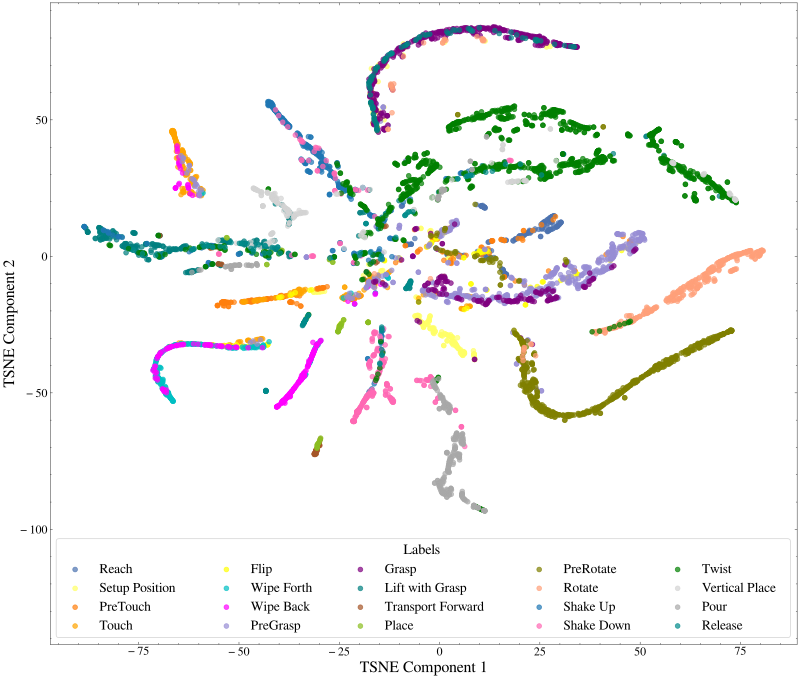 TSNE Component 2
50
0
−50
−100
−75
−50
−25
0
25
50
75
TSNE Component 1
Labels
Reach
Flip
Grasp
PreRotate
Twist
Setup Position
Wipe Forth
Lift with Grasp
Rotate
Vertical Place
PreTouch
Wipe Back
Transport Forward
Shake Up
Pour
Touch
PreGrasp
Place
Shake Down
Release